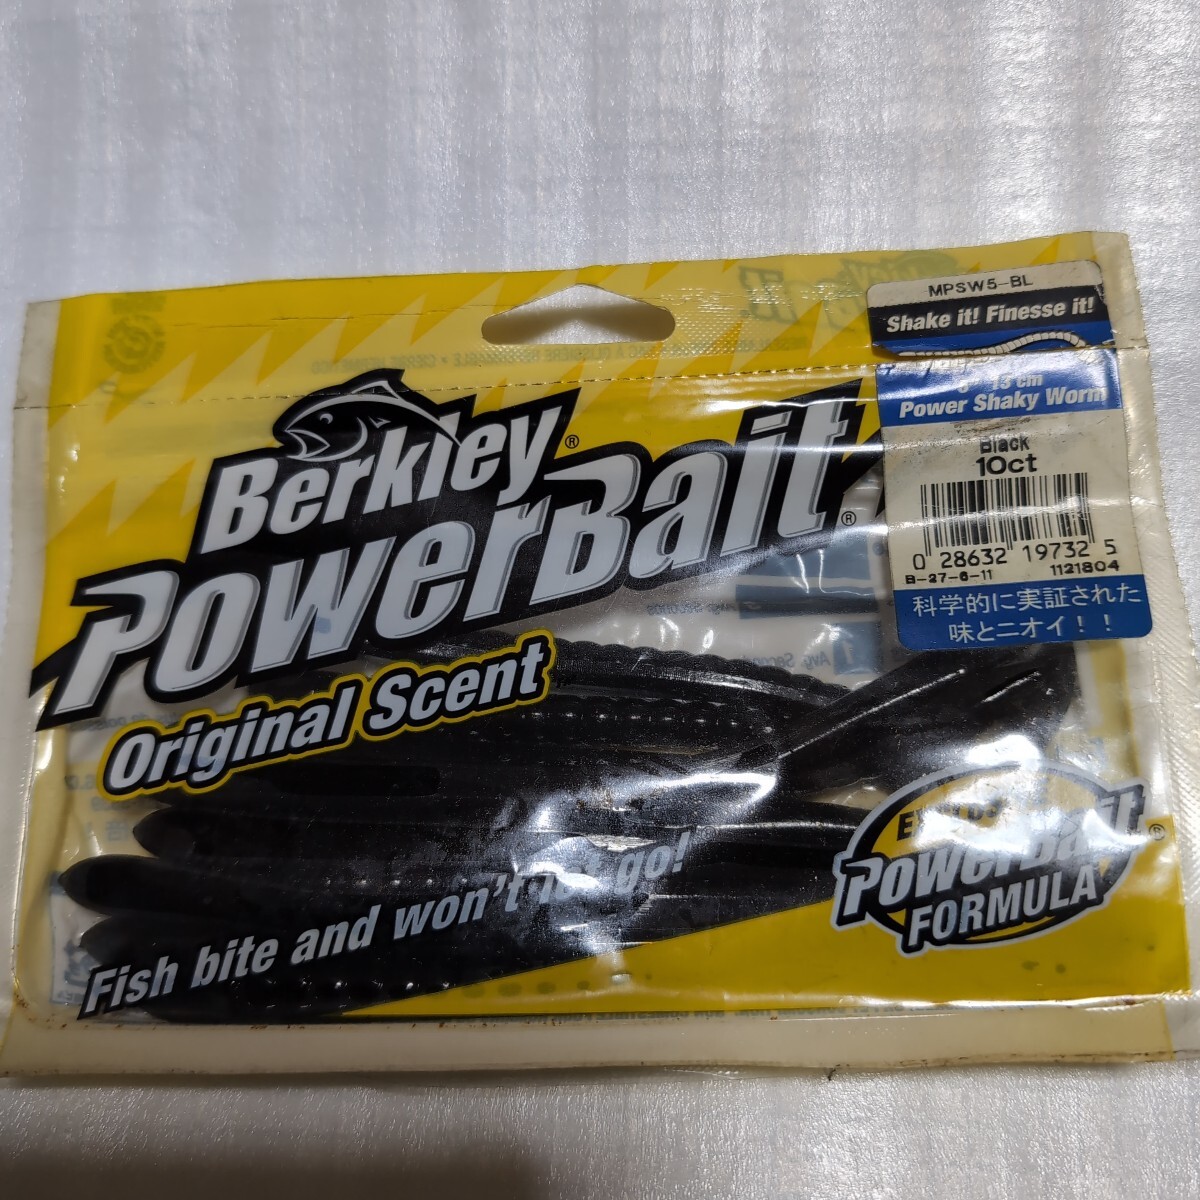 MPSW5-BL
Shake it! Finesse it!
5" 13 cm
Power Shaky Worm
Black
10ct
0 28632 19732 5
B-27-6-11 1121804
科学的に実証された
味とニオイ！！
Berkley®
PowerBait®
Original Scent
Fish bite and won't let go!
PowerBait®
FORMULA